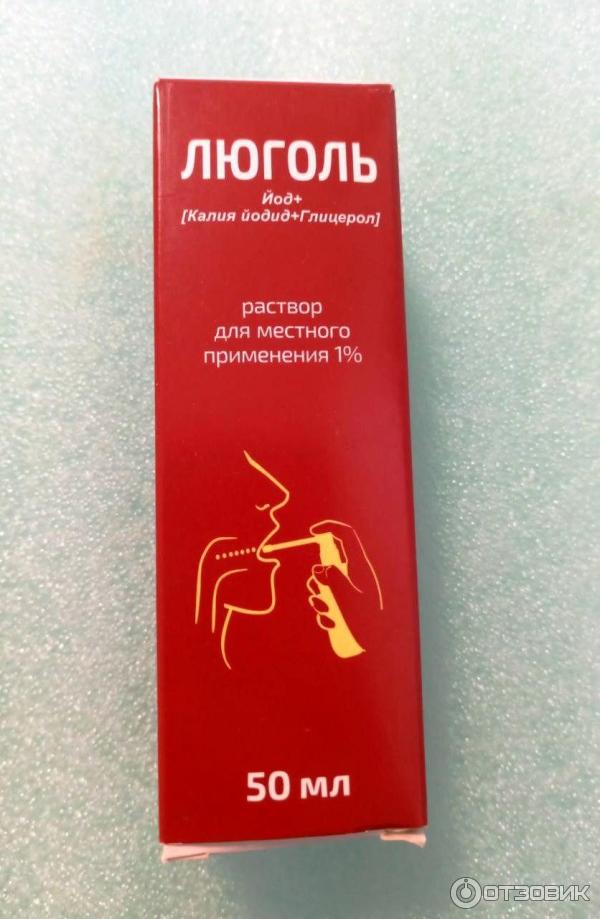 ЛЮГОЛЬ
Йод+
[Калия йодид+Глицерол]
раствор
для местного
применения 1%
50 мл
ОТЗОВИК